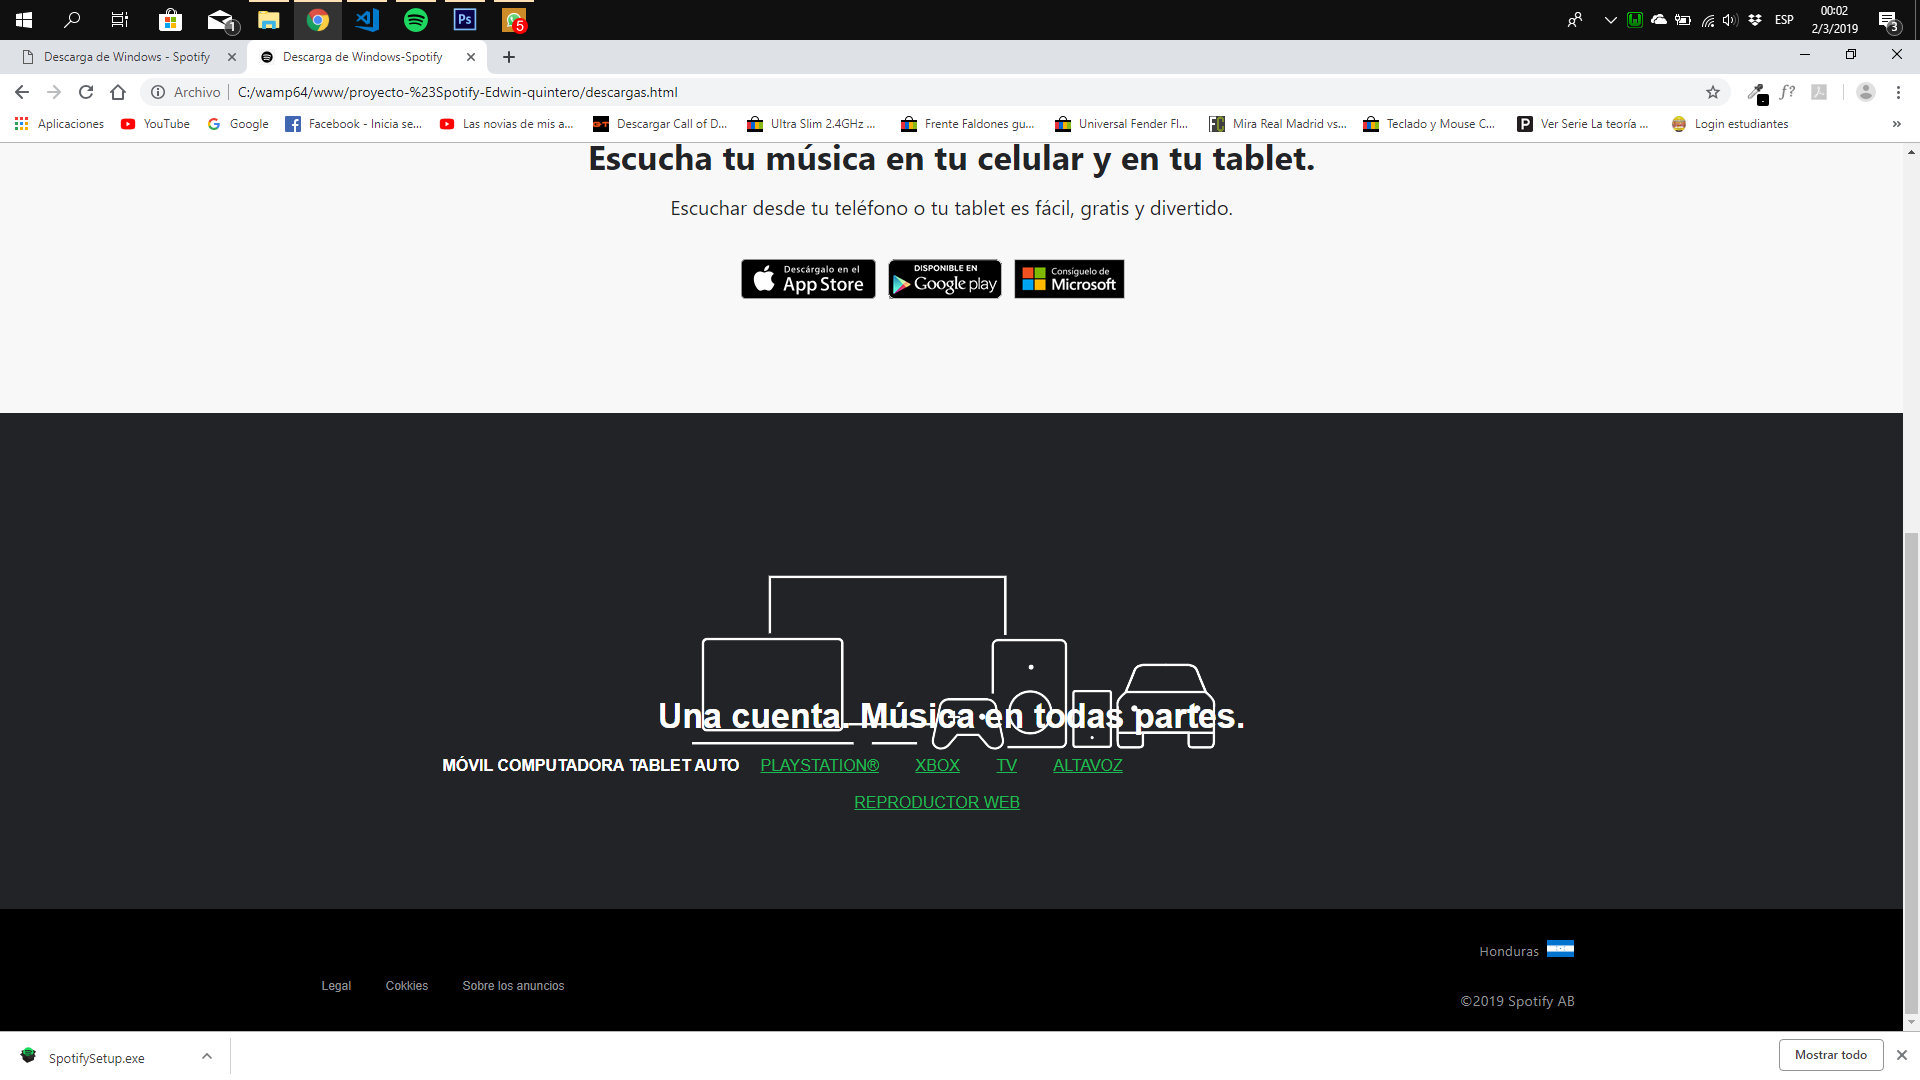 1
Ps
5
ESP
00:02
2/3/2019
3
Descarga de Windows - Spotify
Descarga de Windows-Spotify
Archivo
C:/wamp64/www/proyecto-%23Spotify-Edwin-quintero/descargas.html
f?
Aplicaciones
YouTube
Google
Facebook - Inicia se...
Las novias de mis a...
Descargar Call of D...
Ultra Slim 2.4GHz ...
Frente Faldones gu...
Universal Fender Fl...
Mira Real Madrid vs...
Teclado y Mouse C...
Ver Serie La teoría ...
Login estudiantes
»
Escucha tu música en tu celular y en tu tablet.
Escuchar desde tu teléfono o tu tablet es fácil, gratis y divertido.
Descárgalo en el
App Store
DISPONIBLE EN
Google play
Consíguelo de
Microsoft
Una cuenta. Música en todas partes.
MÓVIL COMPUTADORA TABLET AUTO PLAYSTATION® XBOX TV ALTAVOZ
REPRODUCTOR WEB
Honduras
Legal
Cokkies
Sobre los anuncios
©2019 Spotify AB
SpotifySetup.exe
Mostrar todo